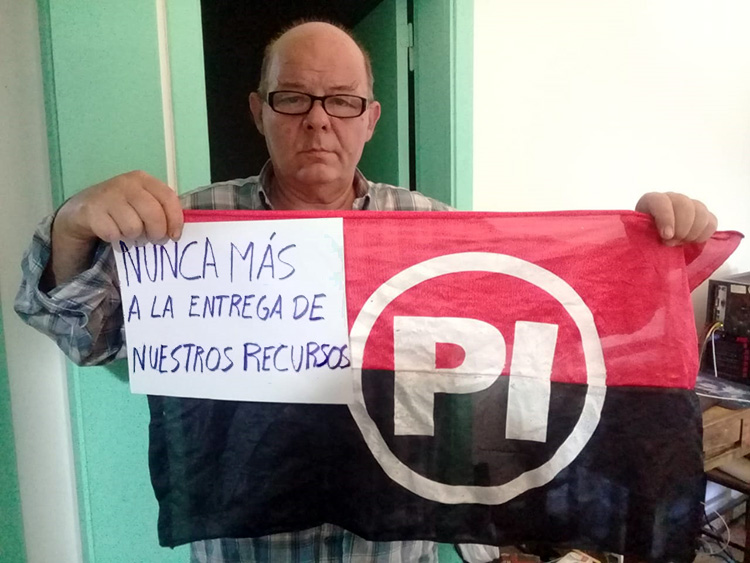 NUNCA MÁS
A LA ENTREGA DE
NUESTROS RECURSOS
PI